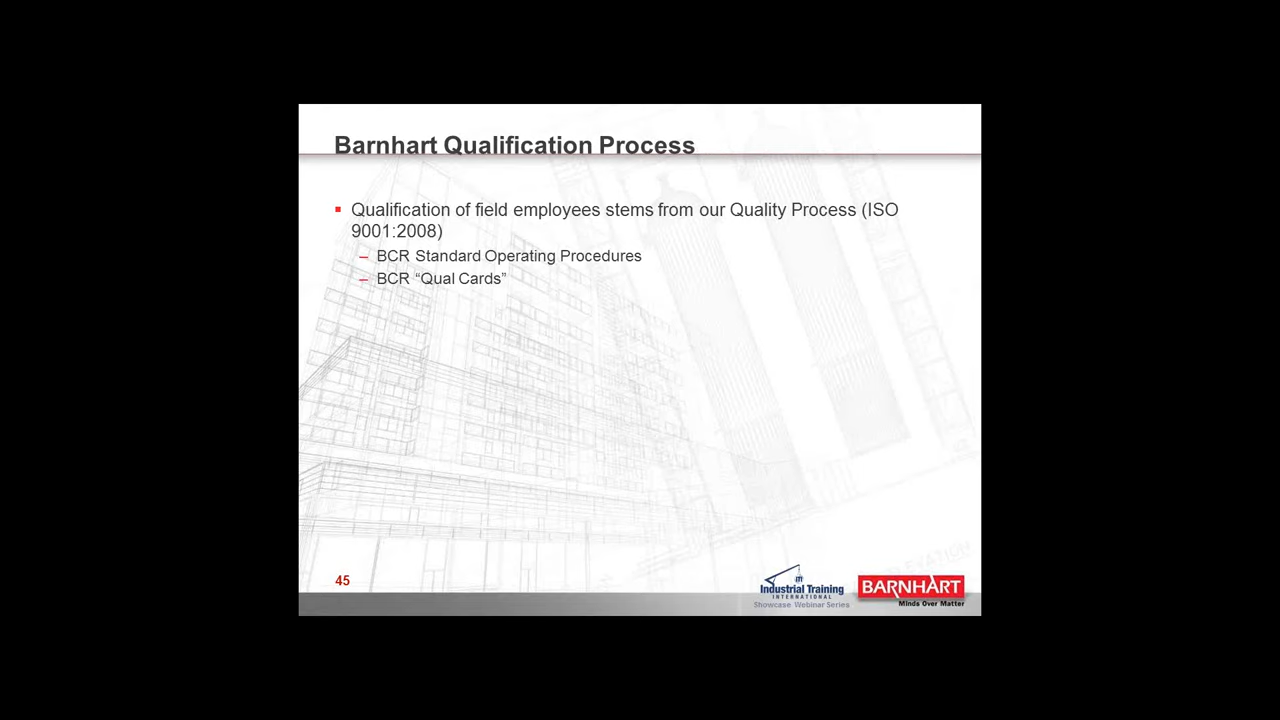 Barnhart Qualification Process
Qualification of field employees stems from our Quality Process (ISO
9001:2008)
– BCR Standard Operating Procedures
– BCR “Qual Cards”
45
Industrial Training
INTERNATIONAL
Showcase Webinar Series
BARNHART
Minds Over Matter